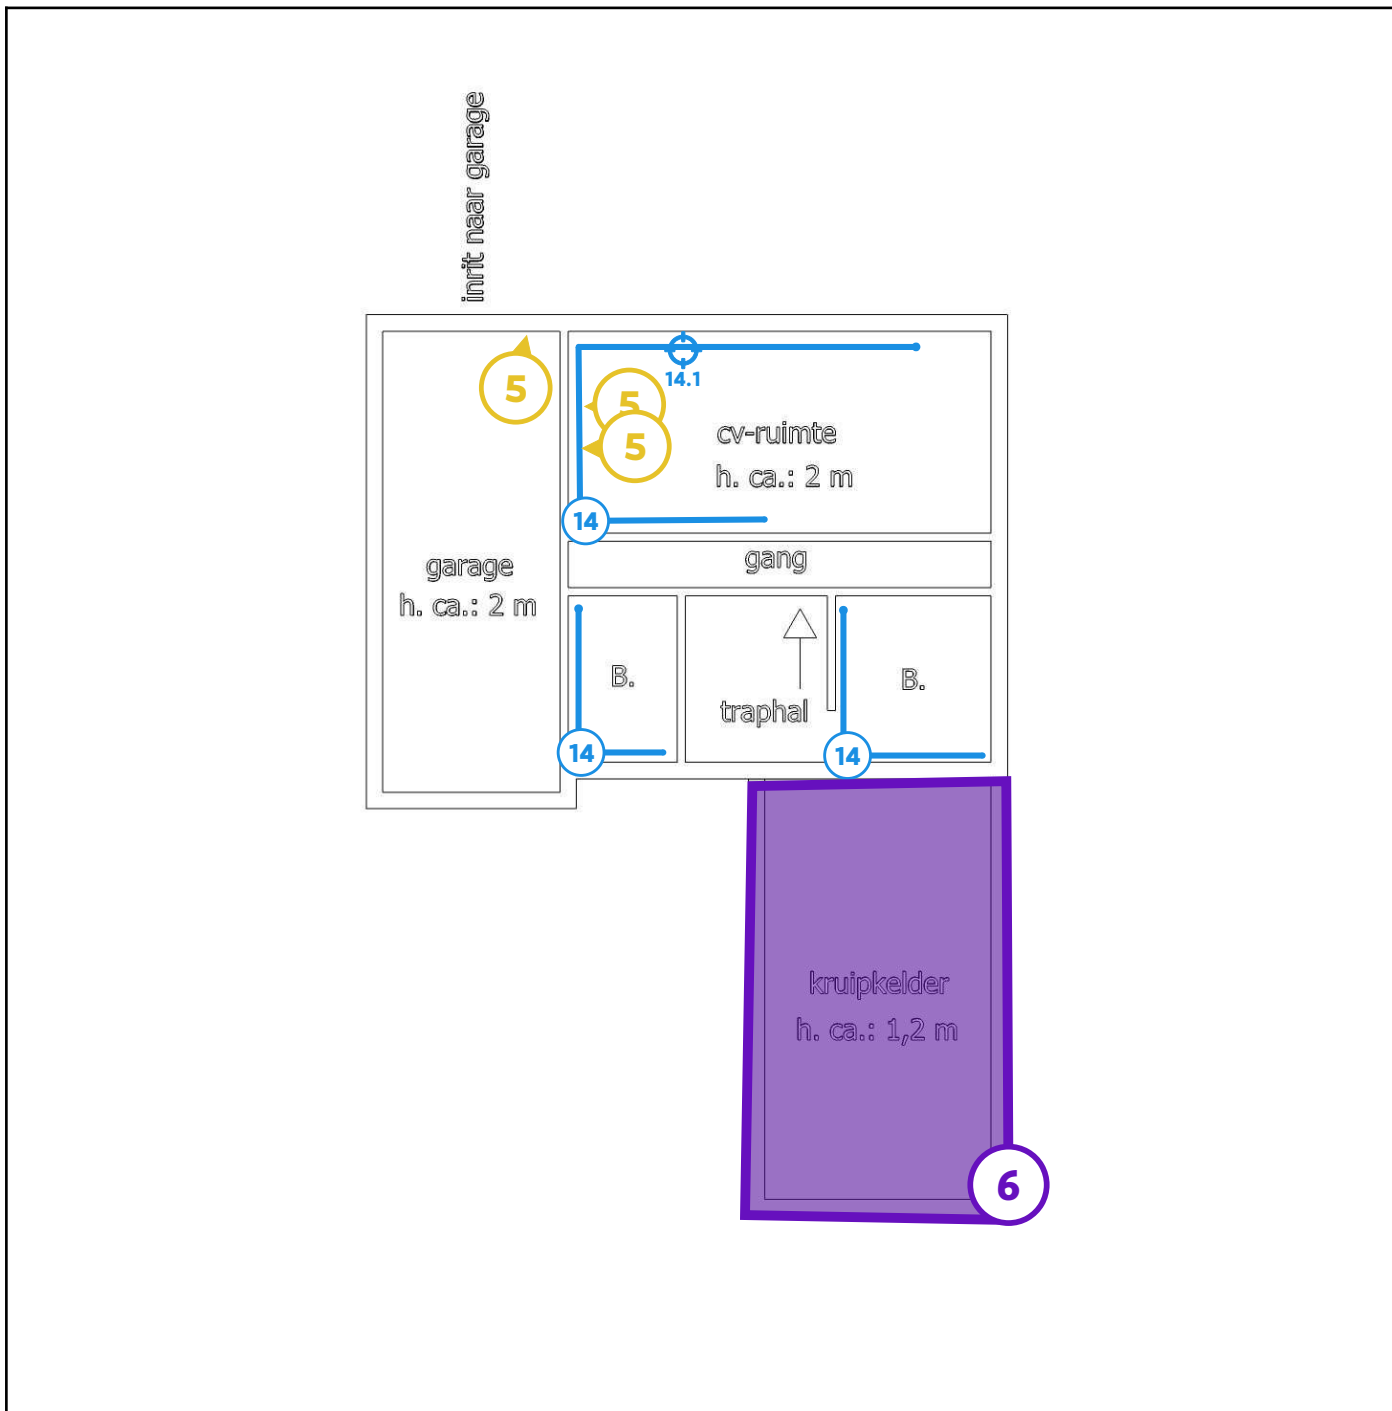 inrit naar garage
5
14.1
5
5
cv-ruimte
h. ca.: 2 m
14
gang
garage
h. ca.: 2 m
B.
B.
traphal
14
14
kruipkelder
h. ca.: 1,2 m
6